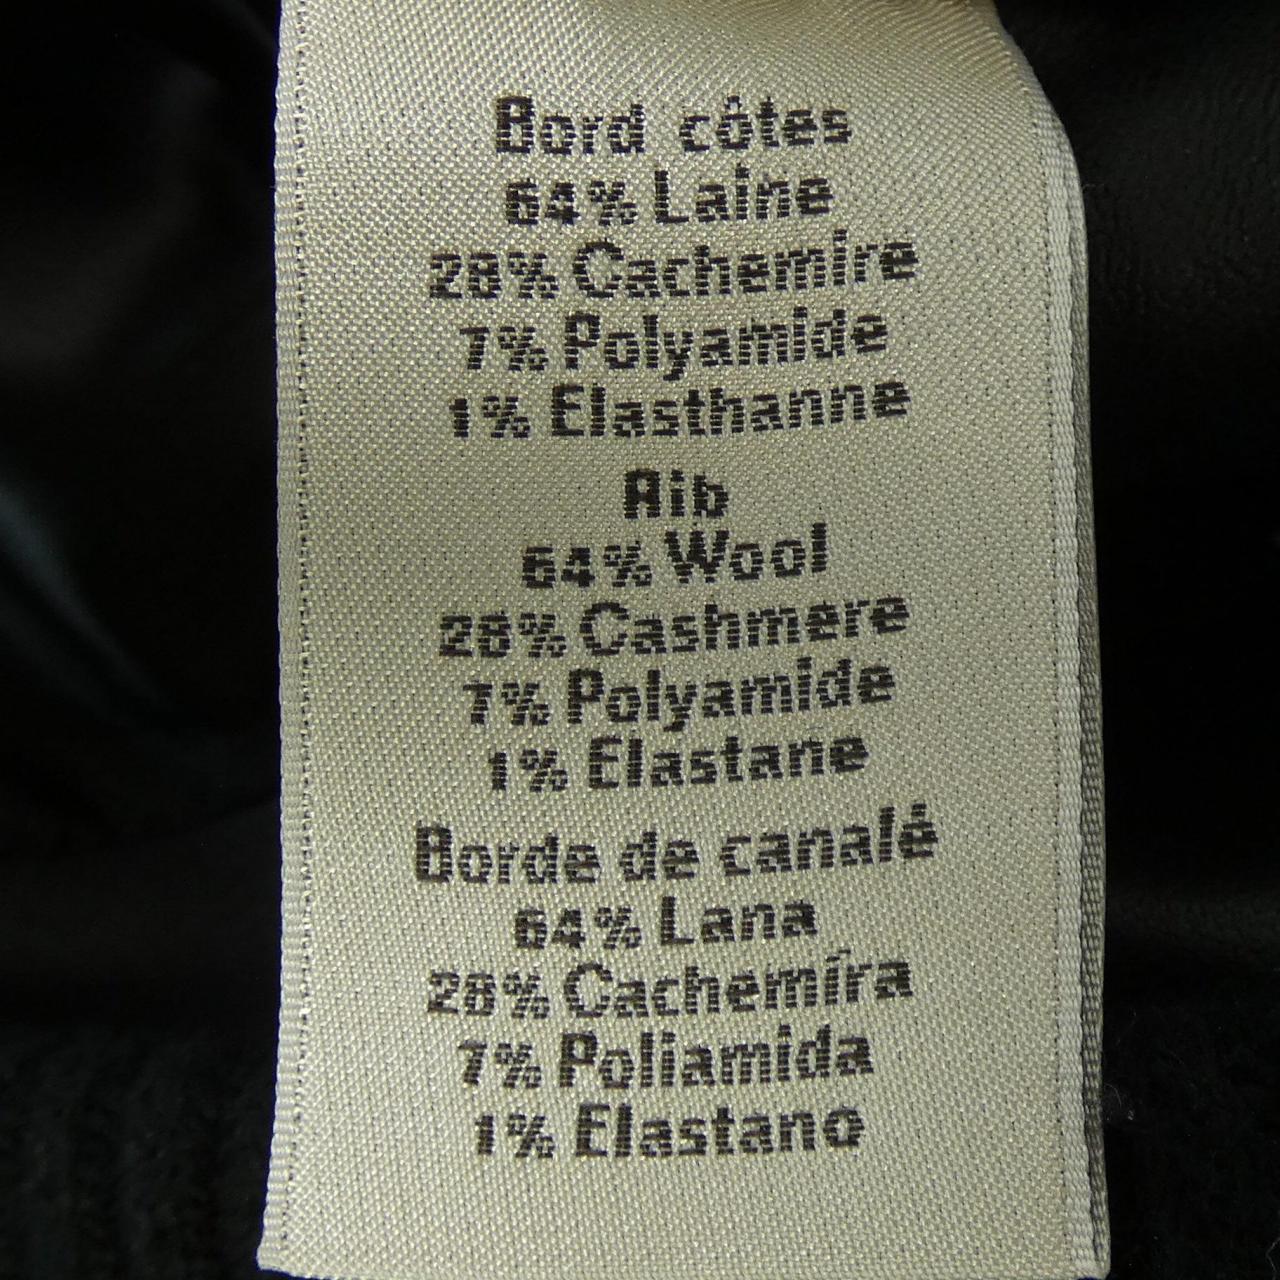 Bord côtes
64% Laine
28% Cachemire
7% Polyamide
1% Elasthanne
Rib
64% Wool
28% Cashmere
7% Polyamide
1% Elastane
Borde de canalé
64% Lana
28% Cachemira
7% Poliamida
1% Elastano